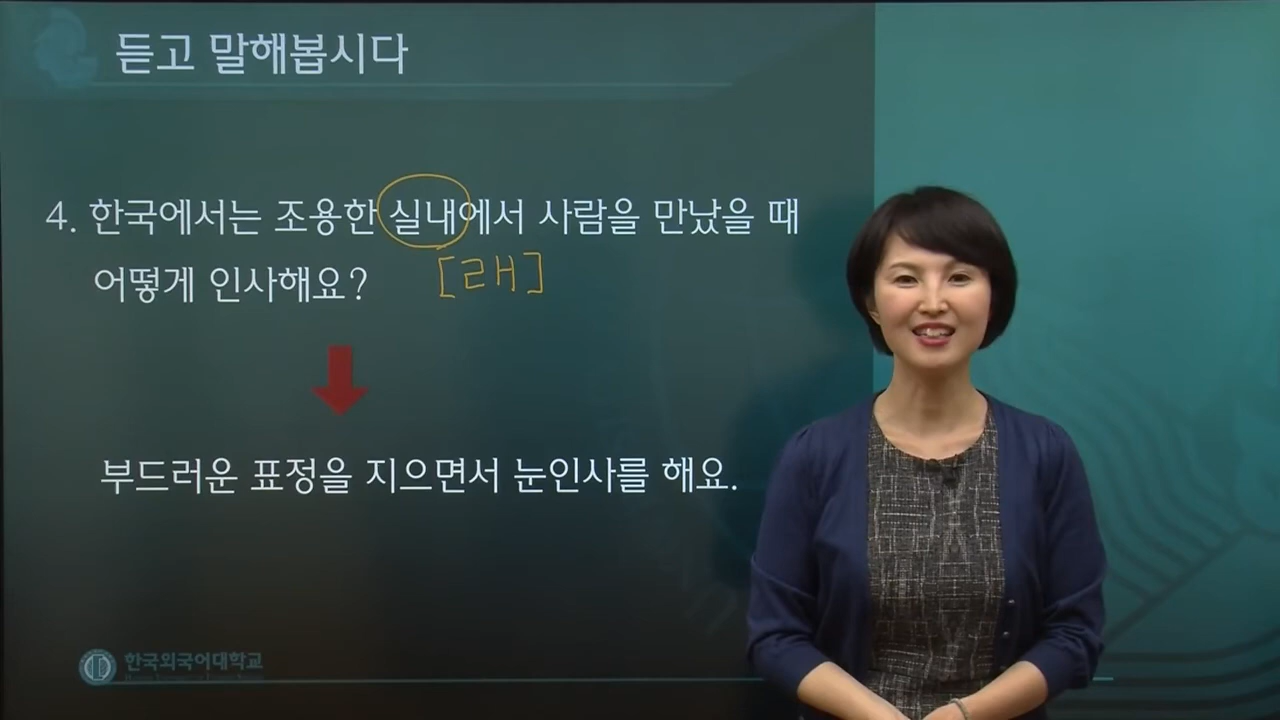 듣고 말해봅시다
4. 한국에서는 조용한 실내에서 사람을 만났을 때
어떻게 인사해요?
[래]
부드러운 표정을 지으면서 눈인사를 해요.
한국외국어대학교